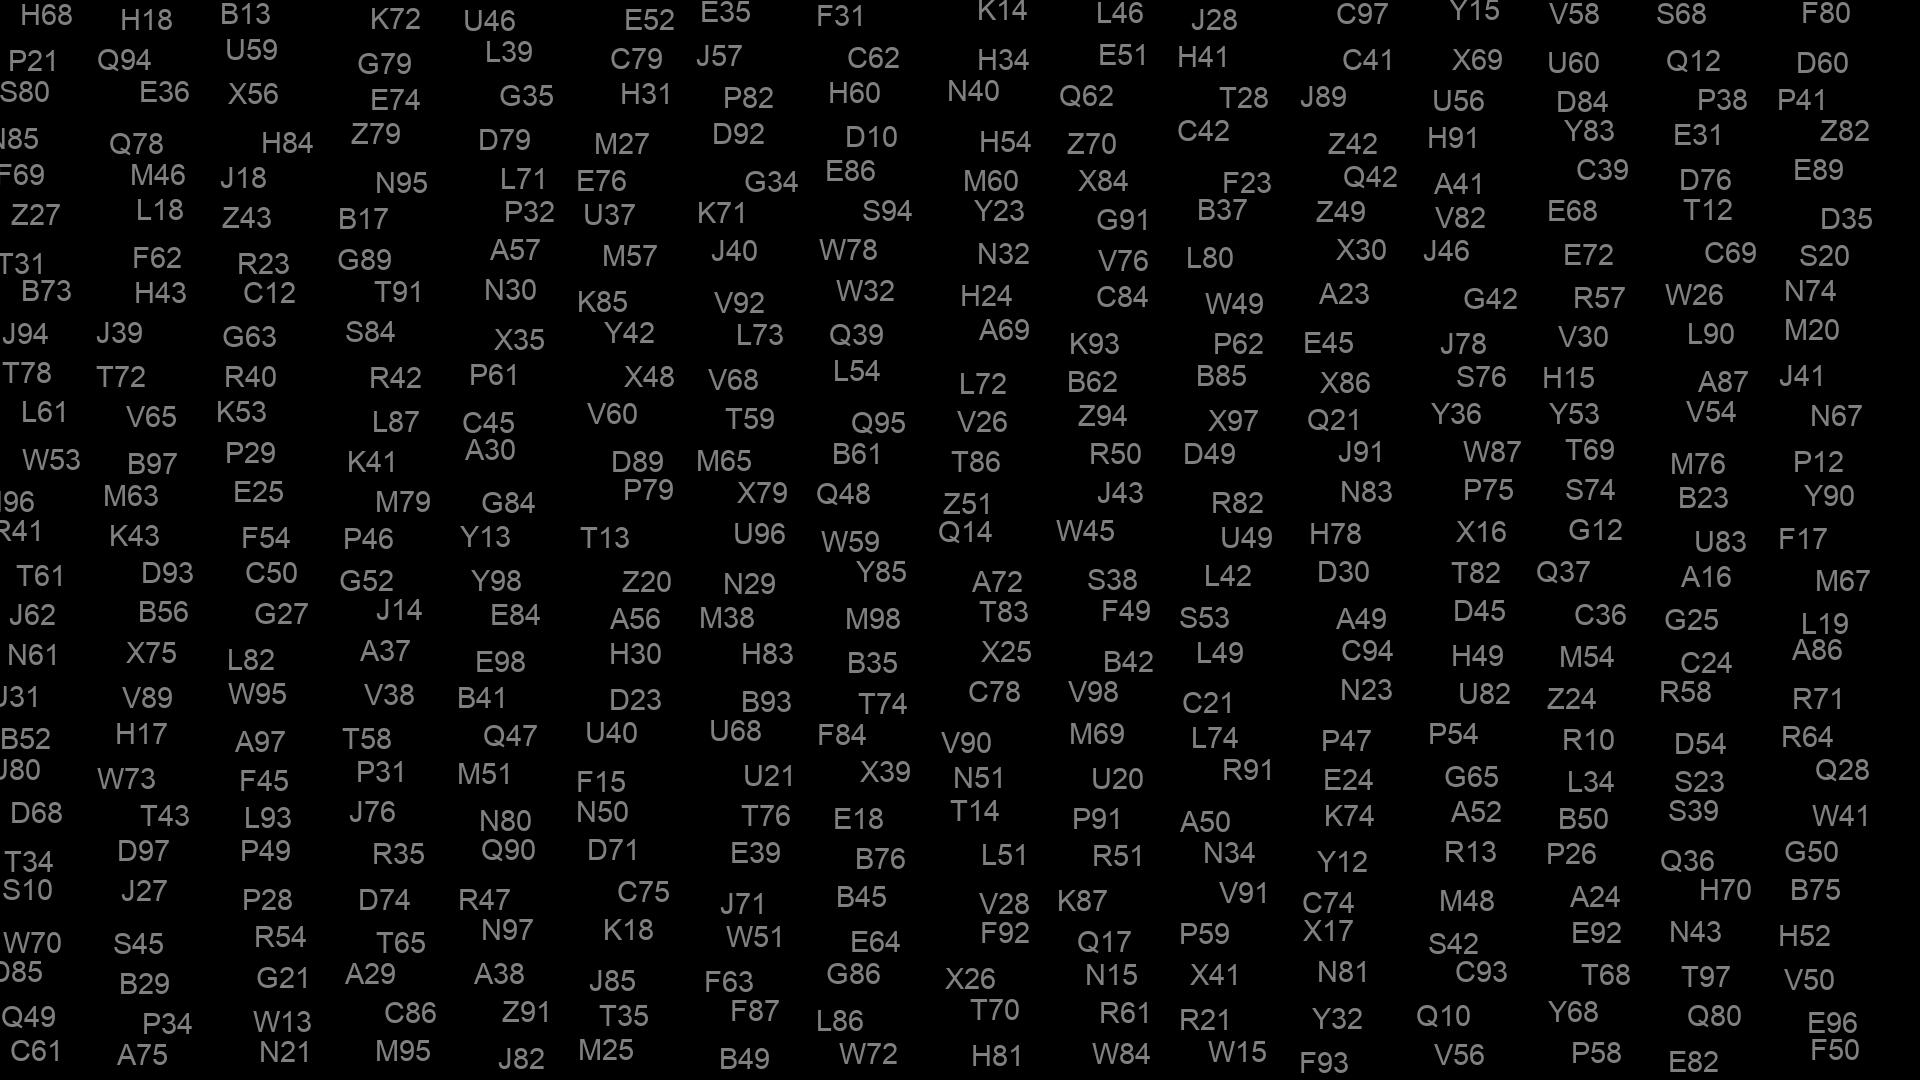 H68 H18 B13 K72 U46 E52 E35 F31 K14 L46 J28 C97 Y15 V58 S68 F80
P21 Q94 U59 G79 L39 C79 J57 C62 H34 E51 H41 C41 X69 U60 Q12 D60
S80 E36 X56 E74 G35 H31 P82 H60 N40 Q62 T28 J89 U56 D84 P38 P41
Q78 H84 Z79 D79 M27 D92 D10 H54 Z70 C42 Z42 H91 Y83 E31 Z82
F69 M46 J18 N95 L71 E76 G34 E86 M60 X84 F23 Q42 A41 C39 D76 E89
Z27 L18 Z43 B17 P32 U37 K71 S94 Y23 G91 B37 Z49 V82 E68 T12 D35
T31 F62 R23 G89 A57 M57 J40 W78 N32 V76 L80 X30 J46 E72 C69 S20
B73 H43 C12 T91 N30 K85 V92 W32 H24 C84 W49 A23 G42 R57 W26 N74
J94 J39 G63 S84 X35 Y42 L73 Q39 A69 K93 P62 E45 J78 V30 L90 M20
T78 T72 R40 R42 P61 X48 V68 L54 L72 B62 B85 X86 S76 H15 A87 J41
L61 V65 K53 L87 C45 V60 T59 Q95 V26 Z94 X97 Q21 Y36 Y53 V54 N67
W53 B97 P29 K41 A30 D89 M65 B61 T86 R50 D49 J91 W87 T69 M76 P12
M63 E25 M79 G84 P79 X79 Q48 Z51 J43 R82 N83 P75 S74 B23 Y90
R41 K43 F54 P46 Y13 T13 U96 W59 Q14 W45 U49 H78 X16 G12 U83 F17
T61 D93 C50 G52 Y98 Z20 N29 Y85 A72 S38 L42 D30 T82 Q37 A16 M67
J62 B56 G27 J14 E84 A56 M38 M98 T83 F49 S53 A49 D45 C36 G25 L19
N61 X75 L82 A37 E98 H30 H83 B35 X25 B42 L49 C94 H49 M54 C24 A86
V89 W95 V38 B41 D23 B93 T74 C78 V98 C21 N23 U82 Z24 R58 R71
B52 H17 A97 T58 Q47 U40 U68 F84 V90 M69 L74 P47 P54 R10 D54 R64
W73 F45 P31 M51 F15 U21 X39 N51 U20 R91 E24 G65 L34 S23 Q28
D68 T43 L93 J76 N80 N50 T76 E18 T14 P91 A50 K74 A52 B50 S39 W41
T34 D97 P49 R35 Q90 D71 E39 B76 L51 R51 N34 Y12 R13 P26 Q36 G50
S10 J27 P28 D74 R47 C75 J71 B45 V28 K87 V91 C74 M48 A24 H70 B75
W70 S45 R54 T65 N97 K18 W51 E64 F92 Q17 P59 X17 S42 E92 N43 H52
B29 G21 A29 A38 J85 F63 G86 X26 N15 X41 N81 C93 T68 T97 V50
Q49 P34 W13 C86 Z91 T35 F87 L86 T70 R61 R21 Y32 Q10 Y68 Q80 E96
C61 A75 N21 M95 J82 M25 B49 W72 H81 W84 W15 F93 V56 P58 E82 F50